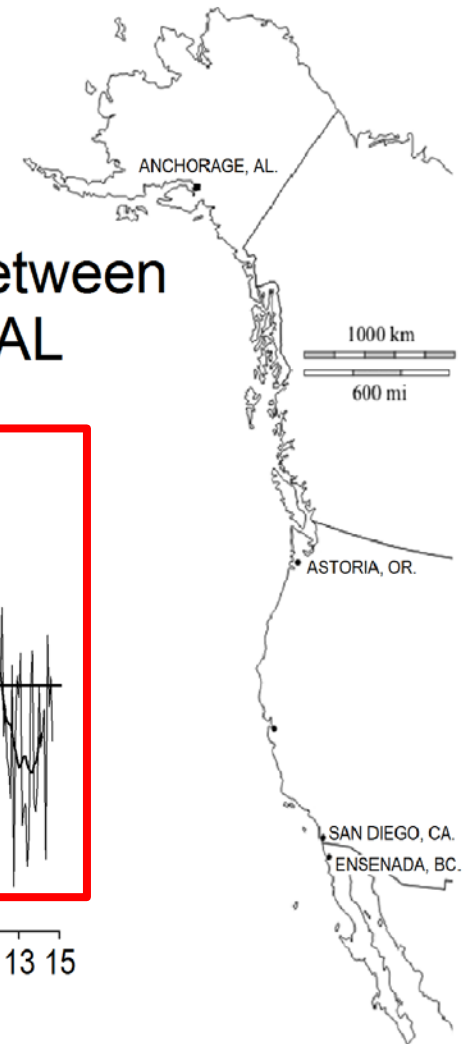 ANCHORAGE, AL.
etween
AL
1000 km
600 mi
ASTORIA, OR.
SAN DIEGO, CA.
ENSENADA, BC.
13 15